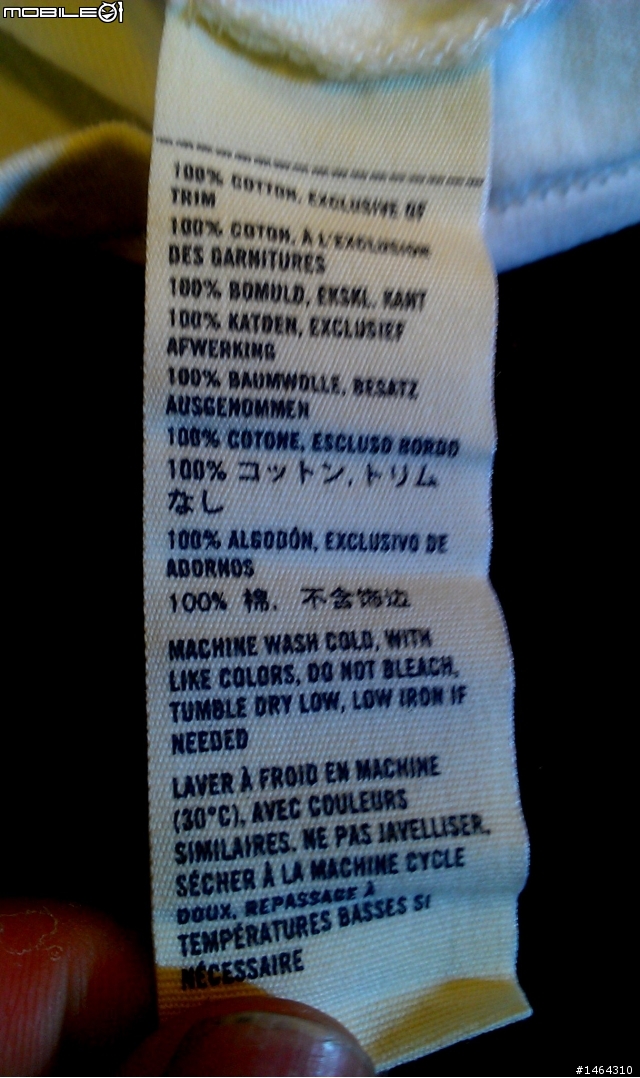 MOBILE01
100% COTTON, EXCLUSIVE OF
TRIM
100% COTON, À L'EXCLUSION
DES GARNITURES
100% BOMULD, EKSKL. KANT
100% KATOEN, EXCLUSIEF
AFWERKING
100% BAUMWOLLE, BESATZ
AUSGENOMMEN
100% COTONE, ESCLUSO BORDO
100% コットン, トリム
なし
100% ALGODÓN, EXCLUSIVO DE
ADORNOS
100% 棉, 不含饰边
MACHINE WASH COLD, WITH
LIKE COLORS, DO NOT BLEACH,
TUMBLE DRY LOW, LOW IRON IF
NEEDED
LAVER À FROID EN MACHINE
(30°C), AVEC COULEURS
SIMILAIRES. NE PAS JAVELLISER.
SÉCHER À LA MACHINE CYCLE
DOUX. REPASSAGE À
TEMPÉRATURES BASSES SI
NÉCESSAIRE
#1464310